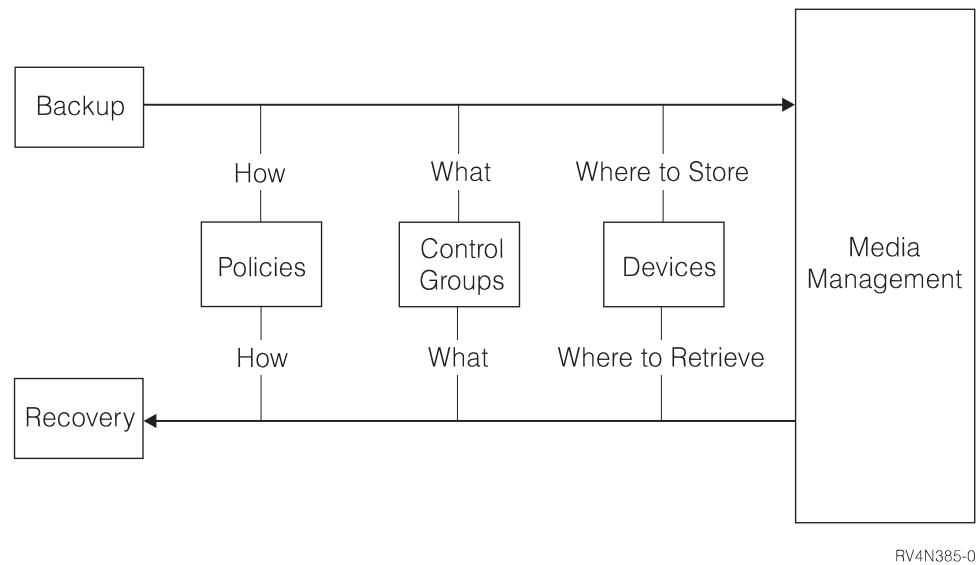 Backup
How
What
Where to Store
Policies
Control
Groups
Devices
Media
Management
How
What
Where to Retrieve
Recovery
RV4N385-0